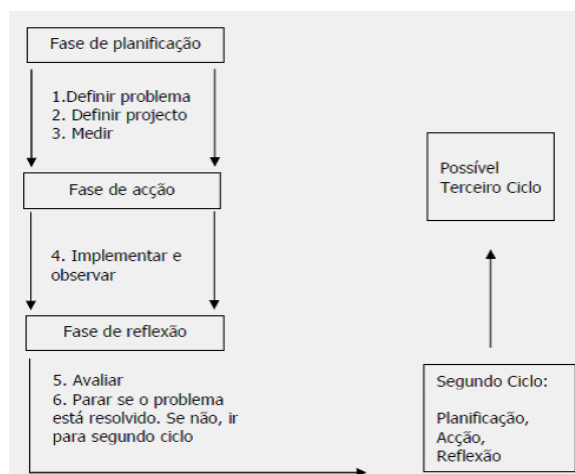 Fase de planificação
1.Definir problema
2. Definir projecto
3. Medir
Fase de acção
4. Implementar e
observar
Fase de reflexão
5. Avaliar
6. Parar se o problema
está resolvido. Se não, ir
para segundo ciclo
Possível
Terceiro Ciclo
Segundo Ciclo:
Planificação,
Acção,
Reflexão